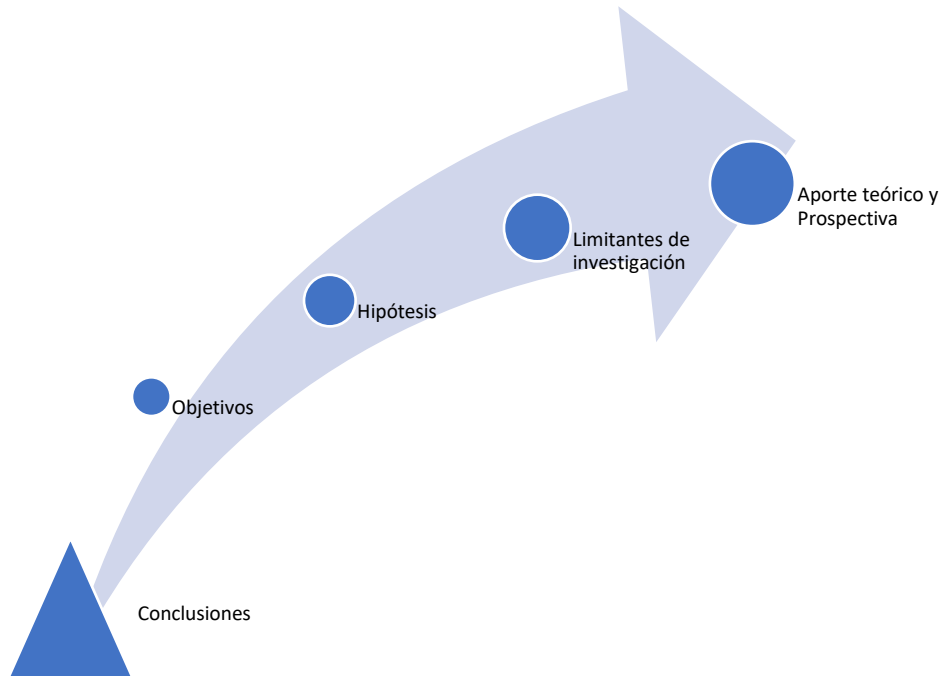 Aporte teórico y
Prospectiva
Limitantes de
investigación
Hipótesis
Objetivos
Conclusiones